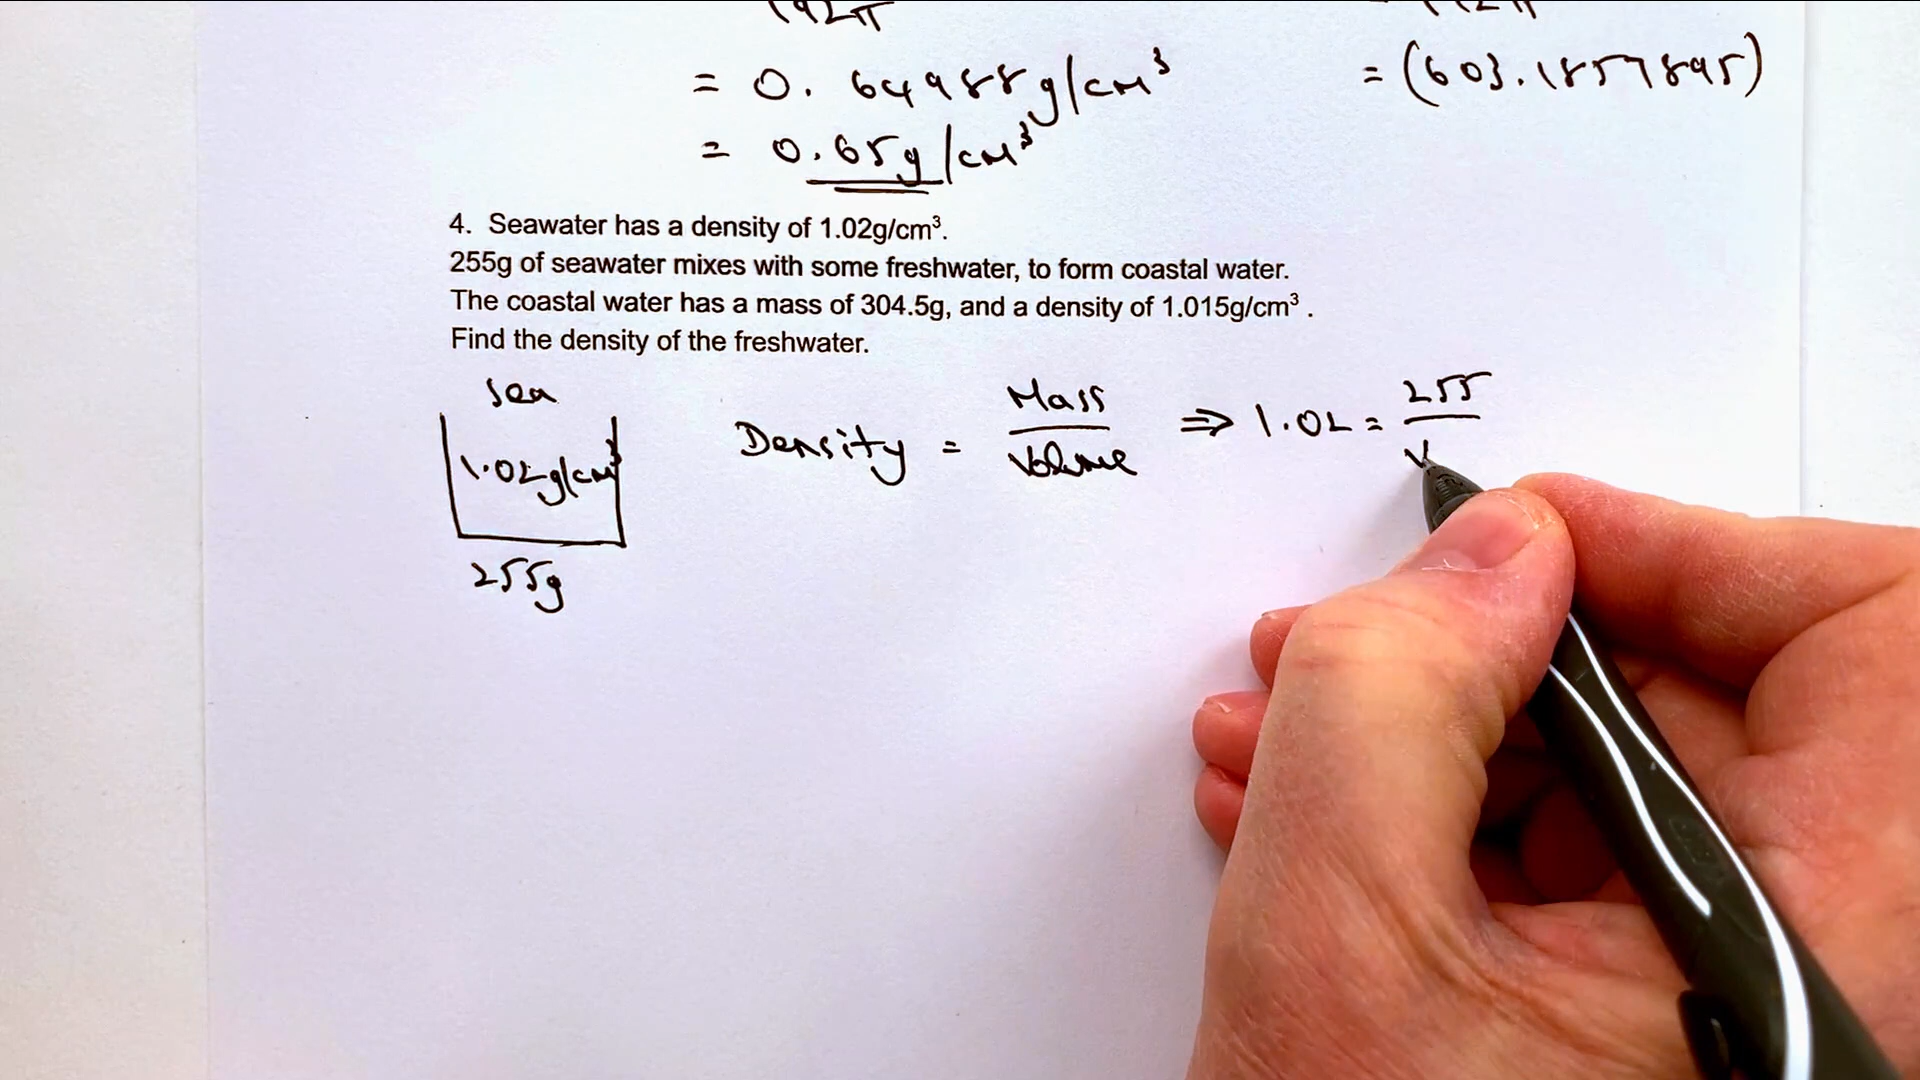 = 0.64988g/cm³
= (603.1857895)
= 0.65g/cm³
4. Seawater has a density of 1.02g/cm³.
255g of seawater mixes with some freshwater, to form coastal water.
The coastal water has a mass of 304.5g, and a density of 1.015g/cm³ .
Find the density of the freshwater.
Sea
1.02g/cm³
255g
Density = Mass / Volume ⇒ 1.02 = 255 / V